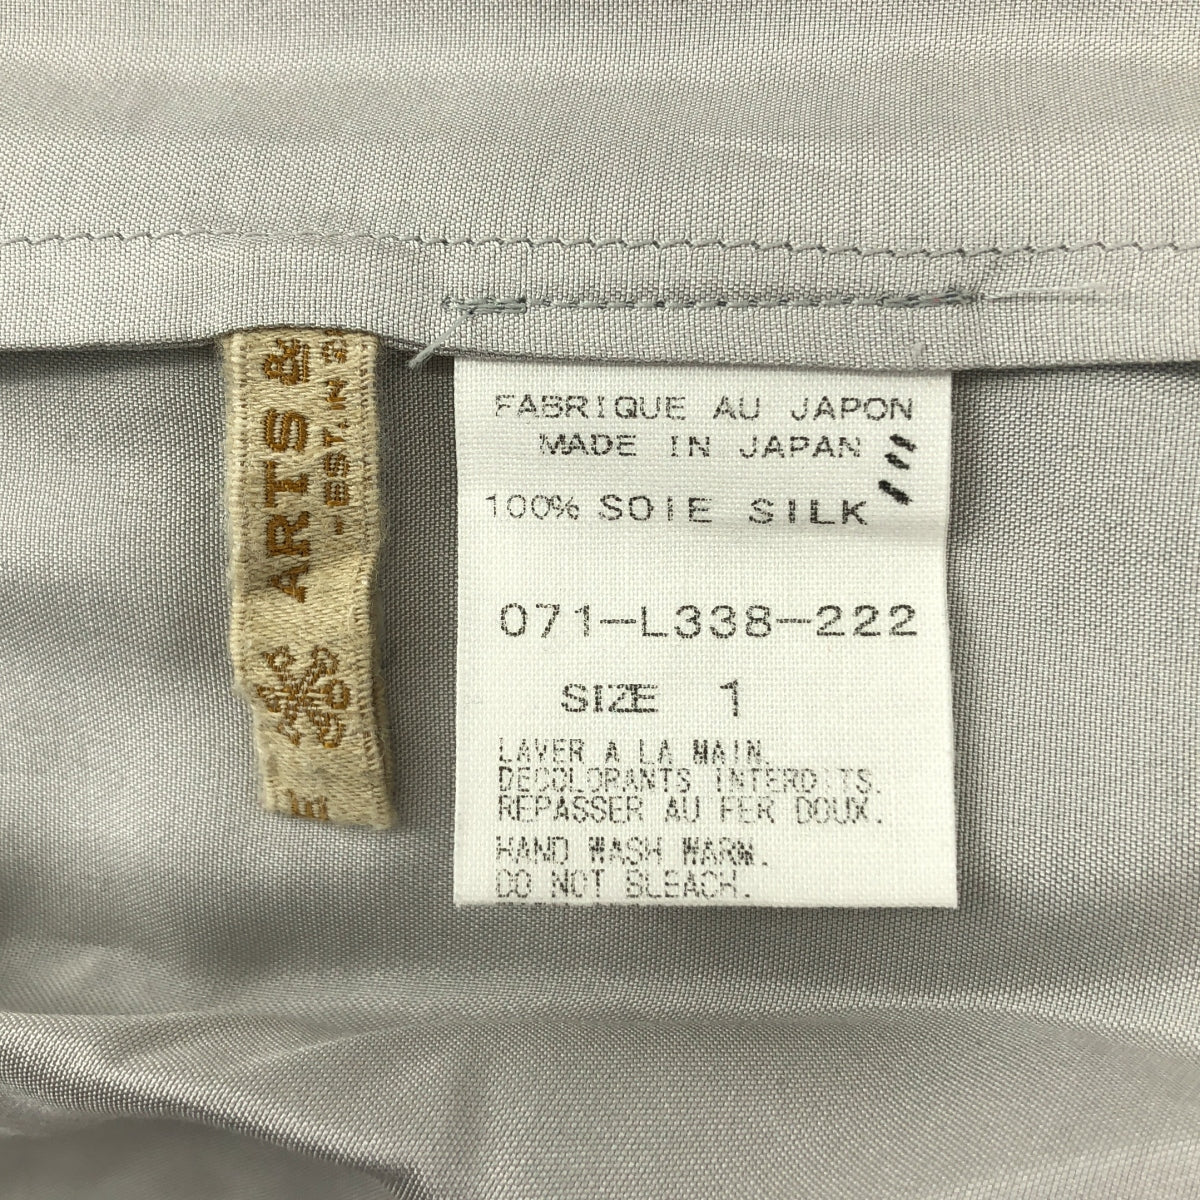 ARTS &
-EST. IN 2
FABRIQUE AU JAPON
MADE IN JAPAN
100% SOIE SILK
071-L338-222
SIZE 1
LAVER A LA MAIN.
DECOLORANTS INTERDITS.
REPASSER AU FER DOUX.
HAND WASH WARM.
DO NOT BLEACH.